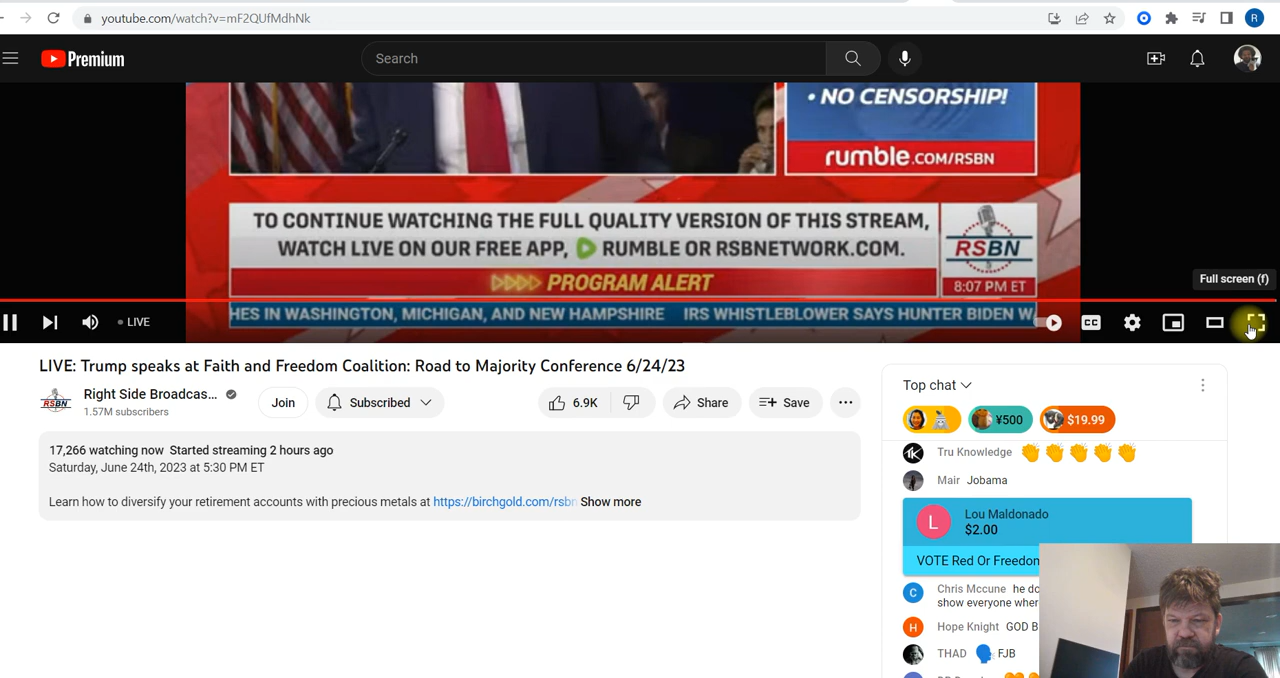 youtube.com/watch?v=mF2QUfMdhNk
R
Premium
Search
• NO CENSORSHIP!
rumble.COM/RSBN
TO CONTINUE WATCHING THE FULL QUALITY VERSION OF THIS STREAM,
WATCH LIVE ON OUR FREE APP, RUMBLE OR RSBNETWORK.COM.
RSBN
PROGRAM ALERT
8:07 PM ET
Full screen (f)
HES IN WASHINGTON, MICHIGAN, AND NEW HAMPSHIRE IRS WHISTLEBLOWER SAYS HUNTER BIDEN
• LIVE
CC
LIVE: Trump speaks at Faith and Freedom Coalition: Road to Majority Conference 6/24/23
RSBN
Right Side Broadcas...
1.57M subscribers
Join
Subscribed
6.9K
Share
Save
17,266 watching now Started streaming 2 hours ago
Saturday, June 24th, 2023 at 5:30 PM ET
Learn how to diversify your retirement accounts with precious metals at https://birchgold.com/rsbn Show more
Top chat
¥500
$19.99
Tru Knowledge
Mair Jobama
L
Lou Maldonado
$2.00
VOTE Red Or Freedon
C
Chris Mccune he do
show everyone wher
H
Hope Knight GOD B
THAD FJB